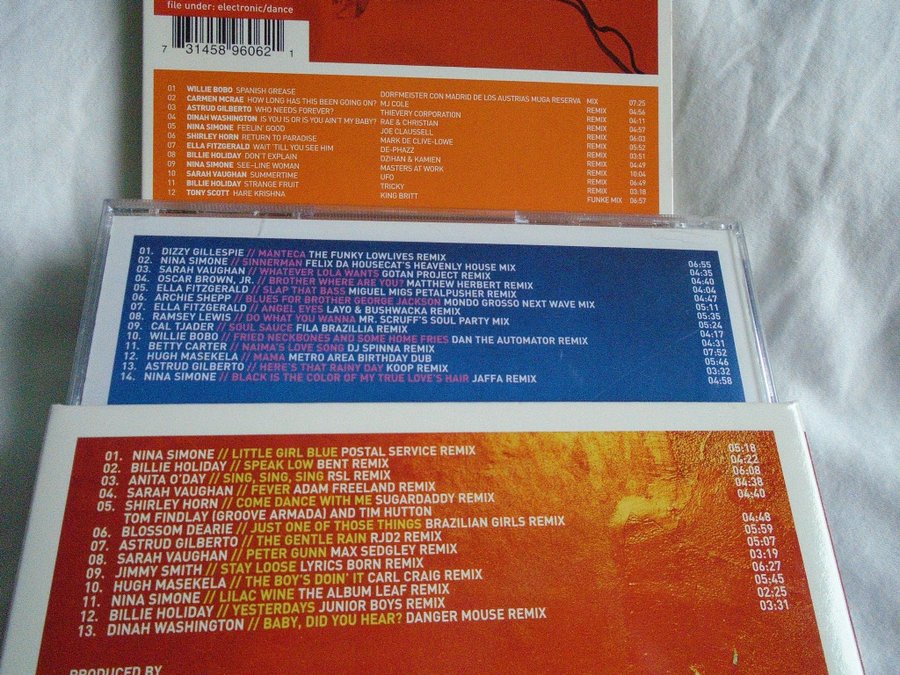 file under: electronic/dance
7 31458 96062 1
01 WILLIE BOBO SPANISH GREASE DORFMEISTER CON MADRID DE LOS AUSTRIAS MUGA RESERVA MIX 07:25
02 CARMEN MCRAE HOW LONG HAS THIS BEEN GOING ON? MJ COLE REMIX 04:56
03 ASTRUD GILBERTO WHO NEEDS FOREVER? THIEVERY CORPORATION REMIX 04:11
04 DINAH WASHINGTON IS YOU IS OR IS YOU AIN'T MY BABY? RAE & CHRISTIAN REMIX 04:57
05 NINA SIMONE FEELIN' GOOD JOE CLAUSSELL REMIX 06:03
06 SHIRLEY HORN RETURN TO PARADISE MARK DE CLIVE-LOWE REMIX 05:52
07 ELLA FITZGERALD WAIT 'TILL YOU SEE HIM DE-PHAZZ REMIX 03:51
08 BILLIE HOLIDAY DON'T EXPLAIN DZIHAN & KAMIEN REMIX 04:49
09 NINA SIMONE SEE-LINE WOMAN MASTERS AT WORK REMIX 10:04
10 SARAH VAUGHAN SUMMERTIME UFO REMIX 06:49
11 BILLIE HOLIDAY STRANGE FRUIT TRICKY REMIX 03:18
12 TONY SCOTT HARE KRISHNA KING BRITT FUNKE MIX 06:57
01. DIZZY GILLESPIE // MANTECA THE FUNKY LOWLIVES REMIX 06:55
02. NINA SIMONE // SINNERMAN FELIX DA HOUSECAT'S HEAVENLY HOUSE MIX 04:35
03. SARAH VAUGHAN // WHATEVER LOLA WANTS GOTAN PROJECT REMIX 04:40
04. OSCAR BROWN, JR. // BROTHER WHERE ARE YOU? MATTHEW HERBERT REMIX 04:04
05. ELLA FITZGERALD // SLAP THAT BASS MIGUEL MIGS PETALPUSHER REMIX 04:47
06. ARCHIE SHEPP // BLUES FOR BROTHER GEORGE JACKSON MONDO GROSSO NEXT WAVE MIX 05:11
07. ELLA FITZGERALD // ANGEL EYES LAYO & BUSHWACKA REMIX 05:35
08. RAMSEY LEWIS // DO WHAT YOU WANNA MR. SCRUFF'S SOUL PARTY MIX 05:24
09. CAL TJADER // SOUL SAUCE FILA BRAZILLIA REMIX 04:17
10. WILLIE BOBO // FRIED NECKBONES AND SOME HOME FRIES DAN THE AUTOMATOR REMIX 04:31
11. BETTY CARTER // NAIMA'S LOVE SONG DJ SPINNA REMIX 07:52
12. HUGH MASEKELA // MAMA METRO AREA BIRTHDAY DUB 05:46
13. ASTRUD GILBERTO // HERE'S THAT RAINY DAY KOOP REMIX 03:32
14. NINA SIMONE // BLACK IS THE COLOR OF MY TRUE LOVE'S HAIR JAFFA REMIX 04:58
01. NINA SIMONE // LITTLE GIRL BLUE POSTAL SERVICE REMIX 05:18
02. BILLIE HOLIDAY // SPEAK LOW BENT REMIX 04:22
03. ANITA O'DAY // SING, SING, SING RSL REMIX 06:08
04. SARAH VAUGHAN // FEVER ADAM FREELAND REMIX 04:38
05. SHIRLEY HORN // COME DANCE WITH ME SUGARDADDY REMIX 04:40
TOM FINDLAY (GROOVE ARMADA) AND TIM HUTTON
06. BLOSSOM DEARIE // JUST ONE OF THOSE THINGS BRAZILIAN GIRLS REMIX 04:48
07. ASTRUD GILBERTO // THE GENTLE RAIN RJD2 REMIX 05:59
08. SARAH VAUGHAN // PETER GUNN MAX SEDGLEY REMIX 05:07
09. JIMMY SMITH // STAY LOOSE LYRICS BORN REMIX 03:19
10. HUGH MASEKELA // THE BOY'S DOIN' IT CARL CRAIG REMIX 06:27
11. NINA SIMONE // LILAC WINE THE ALBUM LEAF REMIX 05:45
12. BILLIE HOLIDAY // YESTERDAYS JUNIOR BOYS REMIX 02:25
13. DINAH WASHINGTON // BABY, DID YOU HEAR? DANGER MOUSE REMIX 03:31
PRODUCED BY